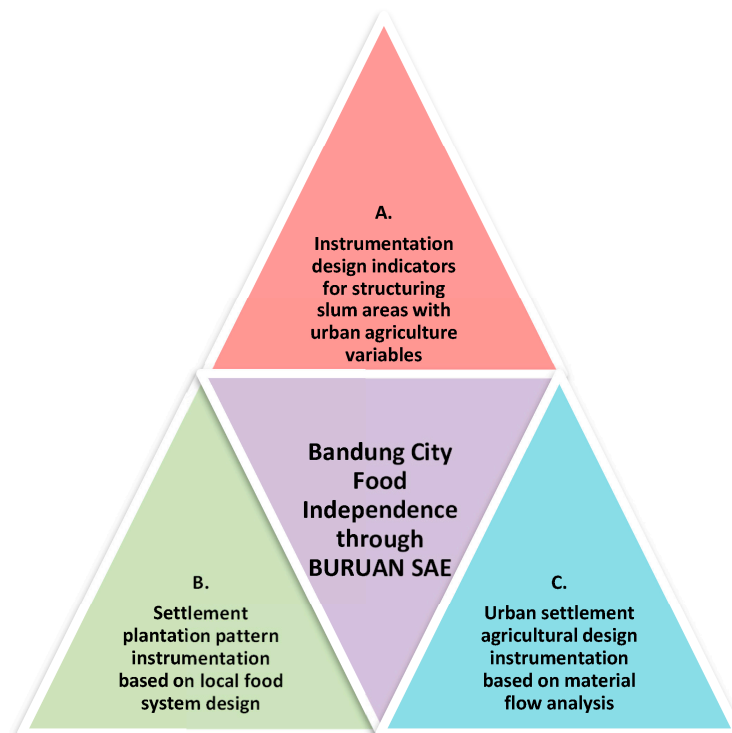 A.
Instrumentation
design indicators
for structuring
slum areas with
urban agriculture
variables
Bandung City
Food
Independence
through
BURUAN SAE
B.
Settlement
plantation pattern
instrumentation
based on local food
system design
C.
Urban settlement
agricultural design
instrumentation
based on material
flow analysis